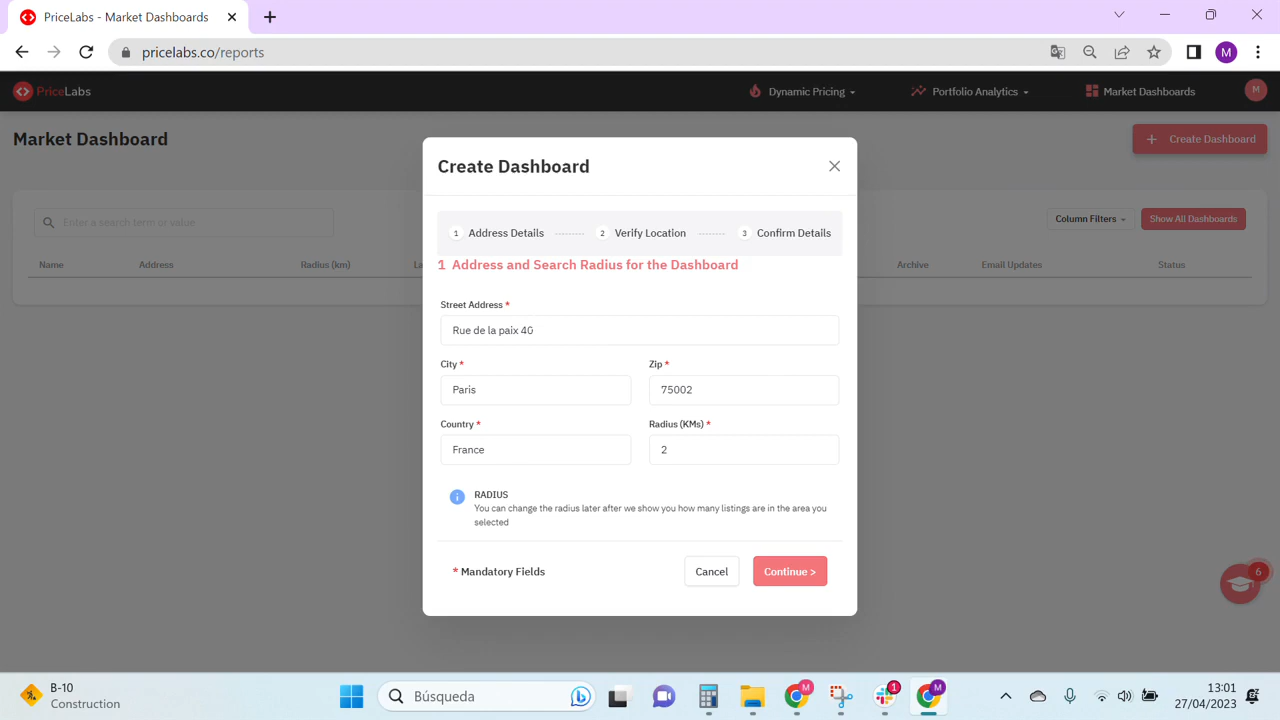 PriceLabs - Market Dashboards
pricelabs.co/reports
M
PriceLabs
Dynamic Pricing
Portfolio Analytics
Market Dashboards
M
Market Dashboard
+ Create Dashboard
Enter a search term or value
Column Filters
Show All Dashboards
Name
Address
Radius (km)
La
Archive
Email Updates
Status
Create Dashboard
1 Address Details
2 Verify Location
3 Confirm Details
1 Address and Search Radius for the Dashboard
Street Address *
Rue de la paix 40
City *
Zip *
Paris
75002
Country *
Radius (KMs) *
France
2
i
RADIUS
You can change the radius later after we show you how many listings are in the area you
selected
* Mandatory Fields
Cancel
Continue >
6
B-10
Construction
Búsqueda
M
1
M
13:01
27/04/2023